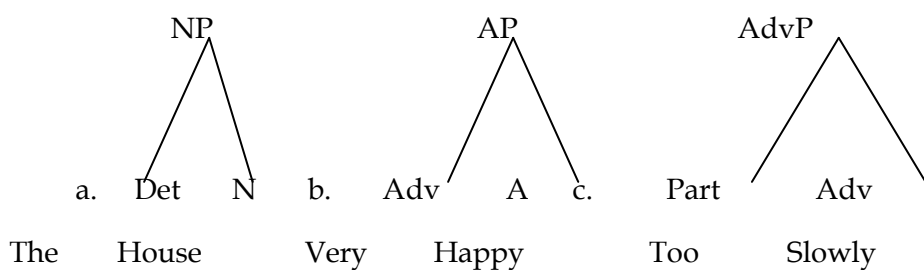 NP AP AdvP
a. Det N b. Adv A c. Part Adv
The House Very Happy Too Slowly